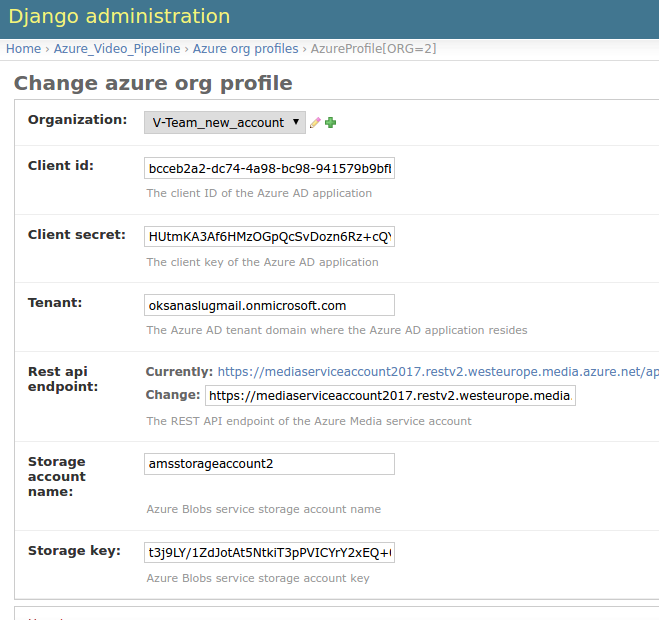 Django administration
Home › Azure_Video_Pipeline › Azure org profiles › AzureProfile[ORG=2]
Change azure org profile
Organization: V-Team_new_account
Client id: bcceb2a2-dc74-4a98-bc98-941579b9bf
The client ID of the Azure AD application
Client secret: HUtmKA3Af6HMzOGpQcSvDozn6Rz+cQ
The client key of the Azure AD application
Tenant: oksanaslugmail.onmicrosoft.com
The Azure AD tenant domain where the Azure AD application resides
Rest api endpoint: Currently: https://mediaserviceaccount2017.restv2.westeurope.media.azure.net/ap
Change: https://mediaserviceaccount2017.restv2.westeurope.media
The REST API endpoint of the Azure Media service account
Storage account name: amsstorageaccount2
Azure Blobs service storage account name
Storage key: t3j9LY/1ZdJotAt5NtkiT3pPVICYrY2xEQ+
Azure Blobs service storage account key